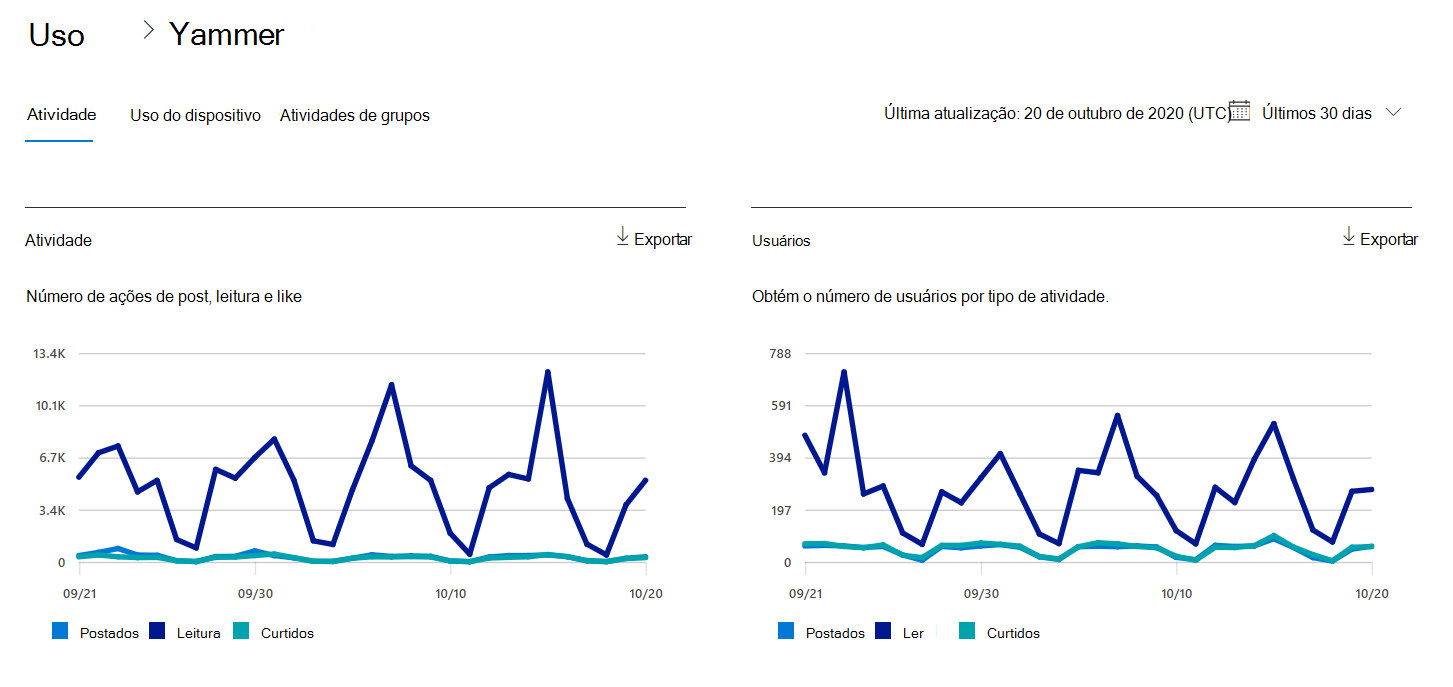 Uso > Yammer
Atividade Uso do dispositivo Atividades de grupos Última atualização: 20 de outubro de 2020 (UTC) Últimos 30 dias
Atividade Exportar
Número de ações de post, leitura e like
13.4K
10.1K
6.7K
3.4K
0
09/21 09/30 10/10 10/20
Postados Leitura Curtidos
Usuários Exportar
Obtém o número de usuários por tipo de atividade.
788
591
394
197
0
09/21 09/30 10/10 10/20
Postados Ler Curtidos